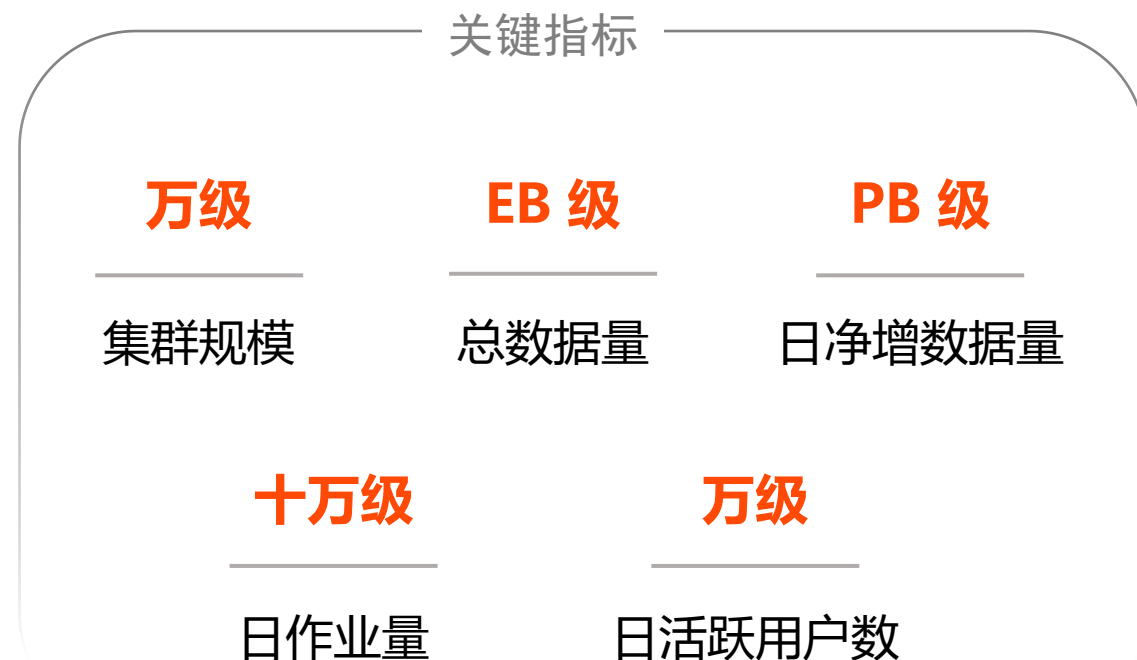 关键指标
万级
EB 级
PB 级
集群规模
总数据量
日净增数据量
十万级
万级
日作业量
日活跃用户数